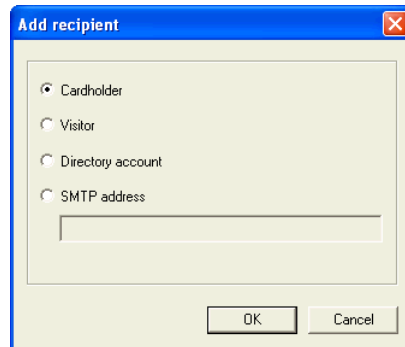 Add recipient
Cardholder
Visitor
Directory account
SMTP address
OK
Cancel